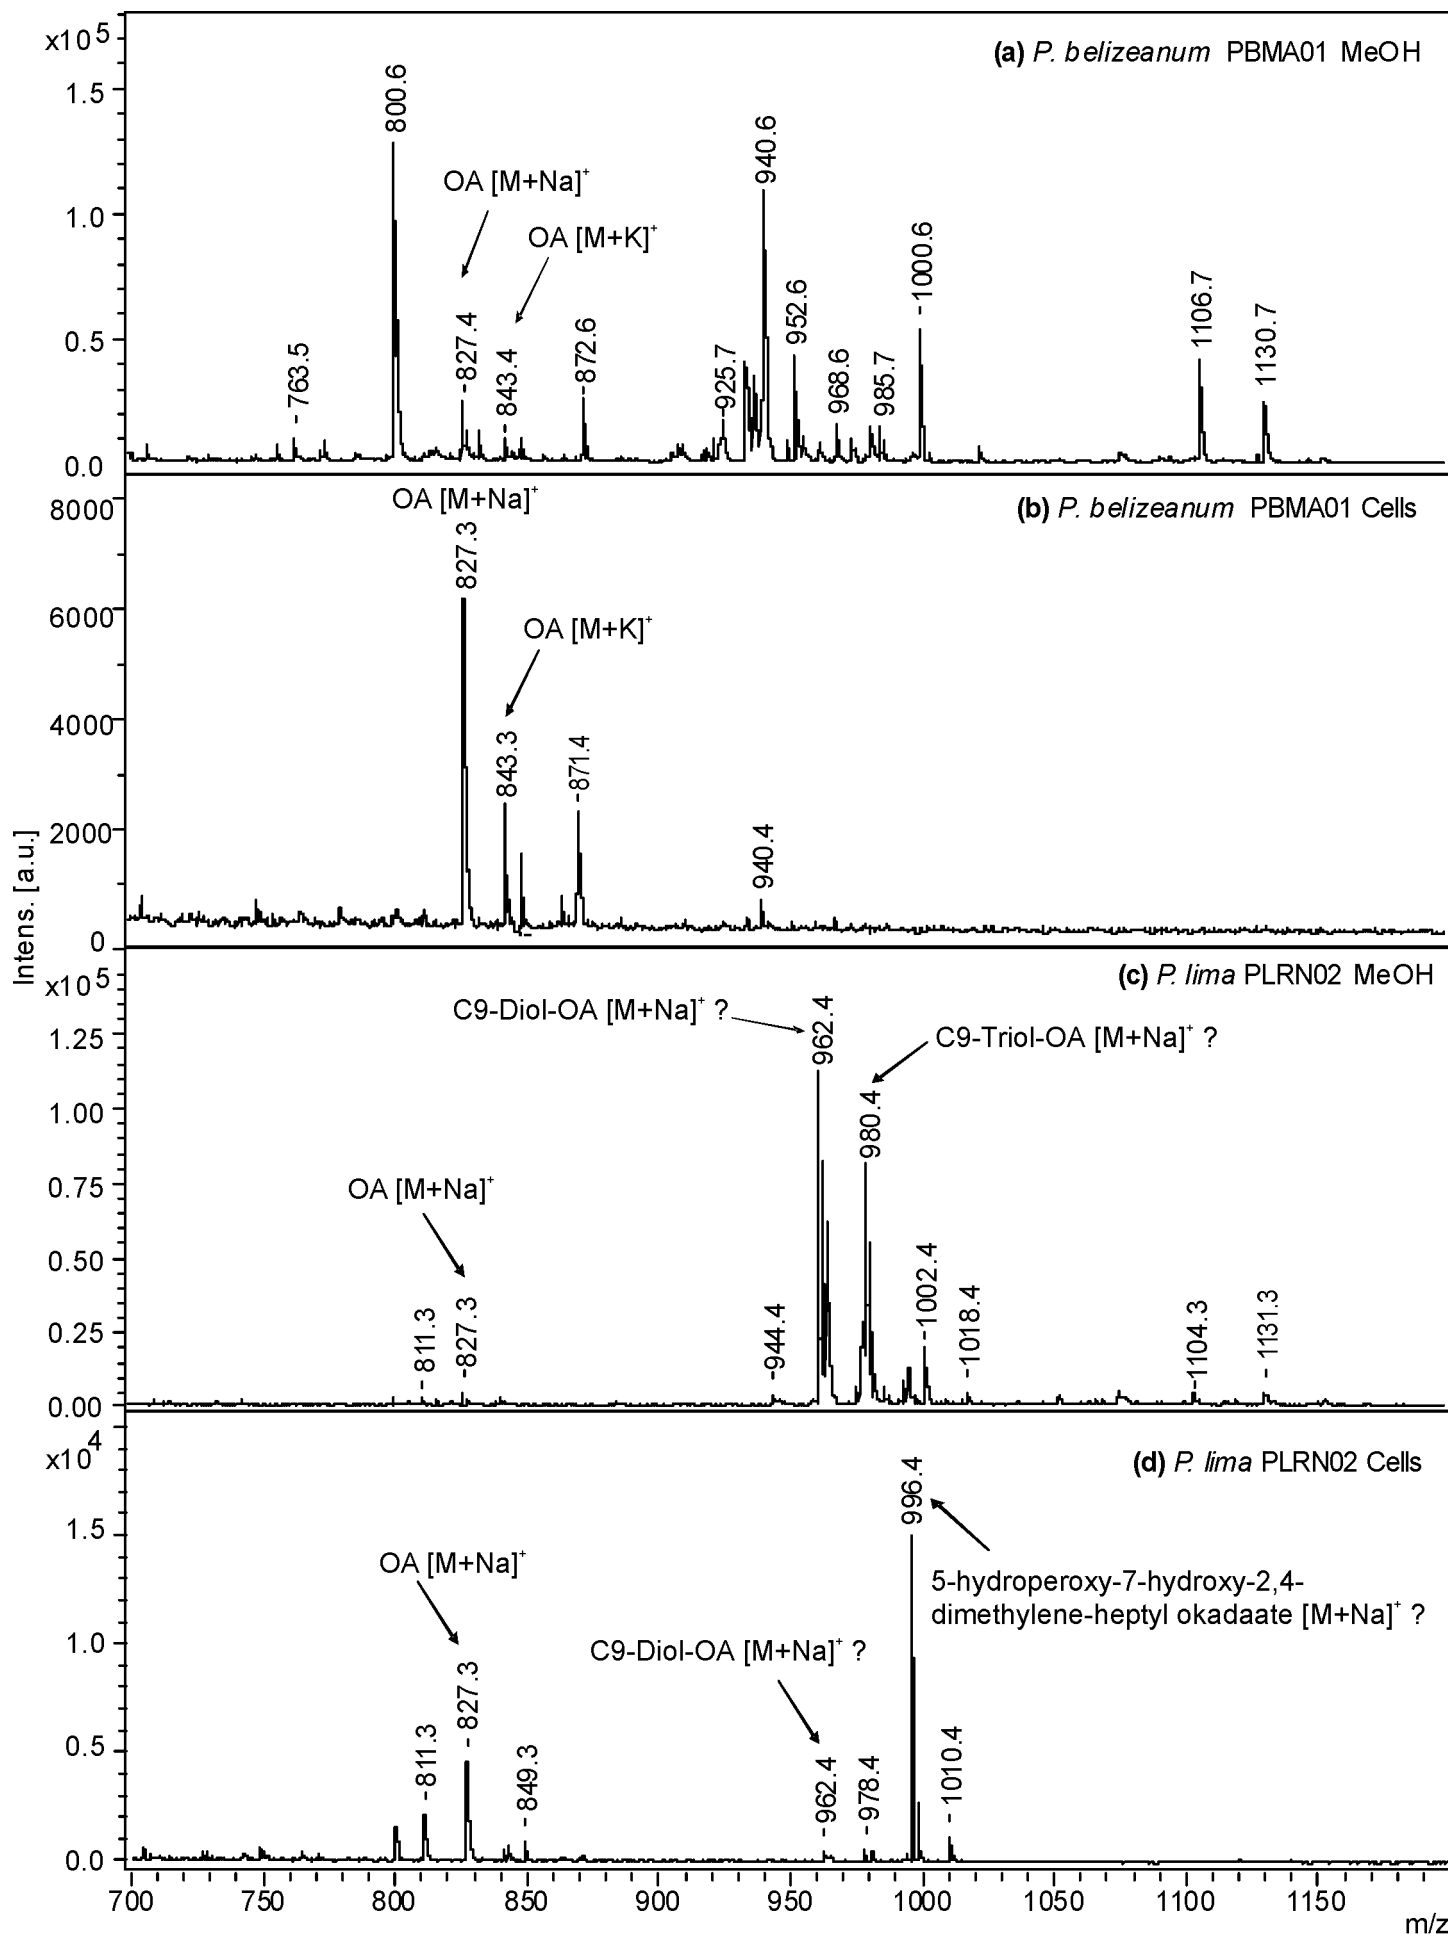 x10⁵
(a) P. belizeanum PBMA01 MeOH
1.5
1.0
0.5
0.0
763.5
800.6
OA [M+Na]⁺
827.4
OA [M+K]⁺
843.4
872.6
925.7
940.6
952.6
968.6
985.7
1000.6
1106.7
1130.7
(b) P. belizeanum PBMA01 Cells
8000
6000
4000
2000
0
OA [M+Na]⁺
827.3
OA [M+K]⁺
843.3
871.4
940.4
Intens. [a.u.]
(c) P. lima PLRN02 MeOH
x10⁵
1.25
1.00
0.75
0.50
0.25
0.00
C9-Diol-OA [M+Na]⁺ ?
962.4
C9-Triol-OA [M+Na]⁺ ?
980.4
OA [M+Na]⁺
811.3
827.3
944.4
1002.4
1018.4
1104.3
1131.3
x10⁴
(d) P. lima PLRN02 Cells
1.5
1.0
0.5
0.0
OA [M+Na]⁺
811.3
827.3
849.3
C9-Diol-OA [M+Na]⁺ ?
962.4
978.4
996.4
5-hydroperoxy-7-hydroxy-2,4-
dimethylene-heptyl okadaate [M+Na]⁺ ?
1010.4
700 750 800 850 900 950 1000 1050 1100 1150
m/z